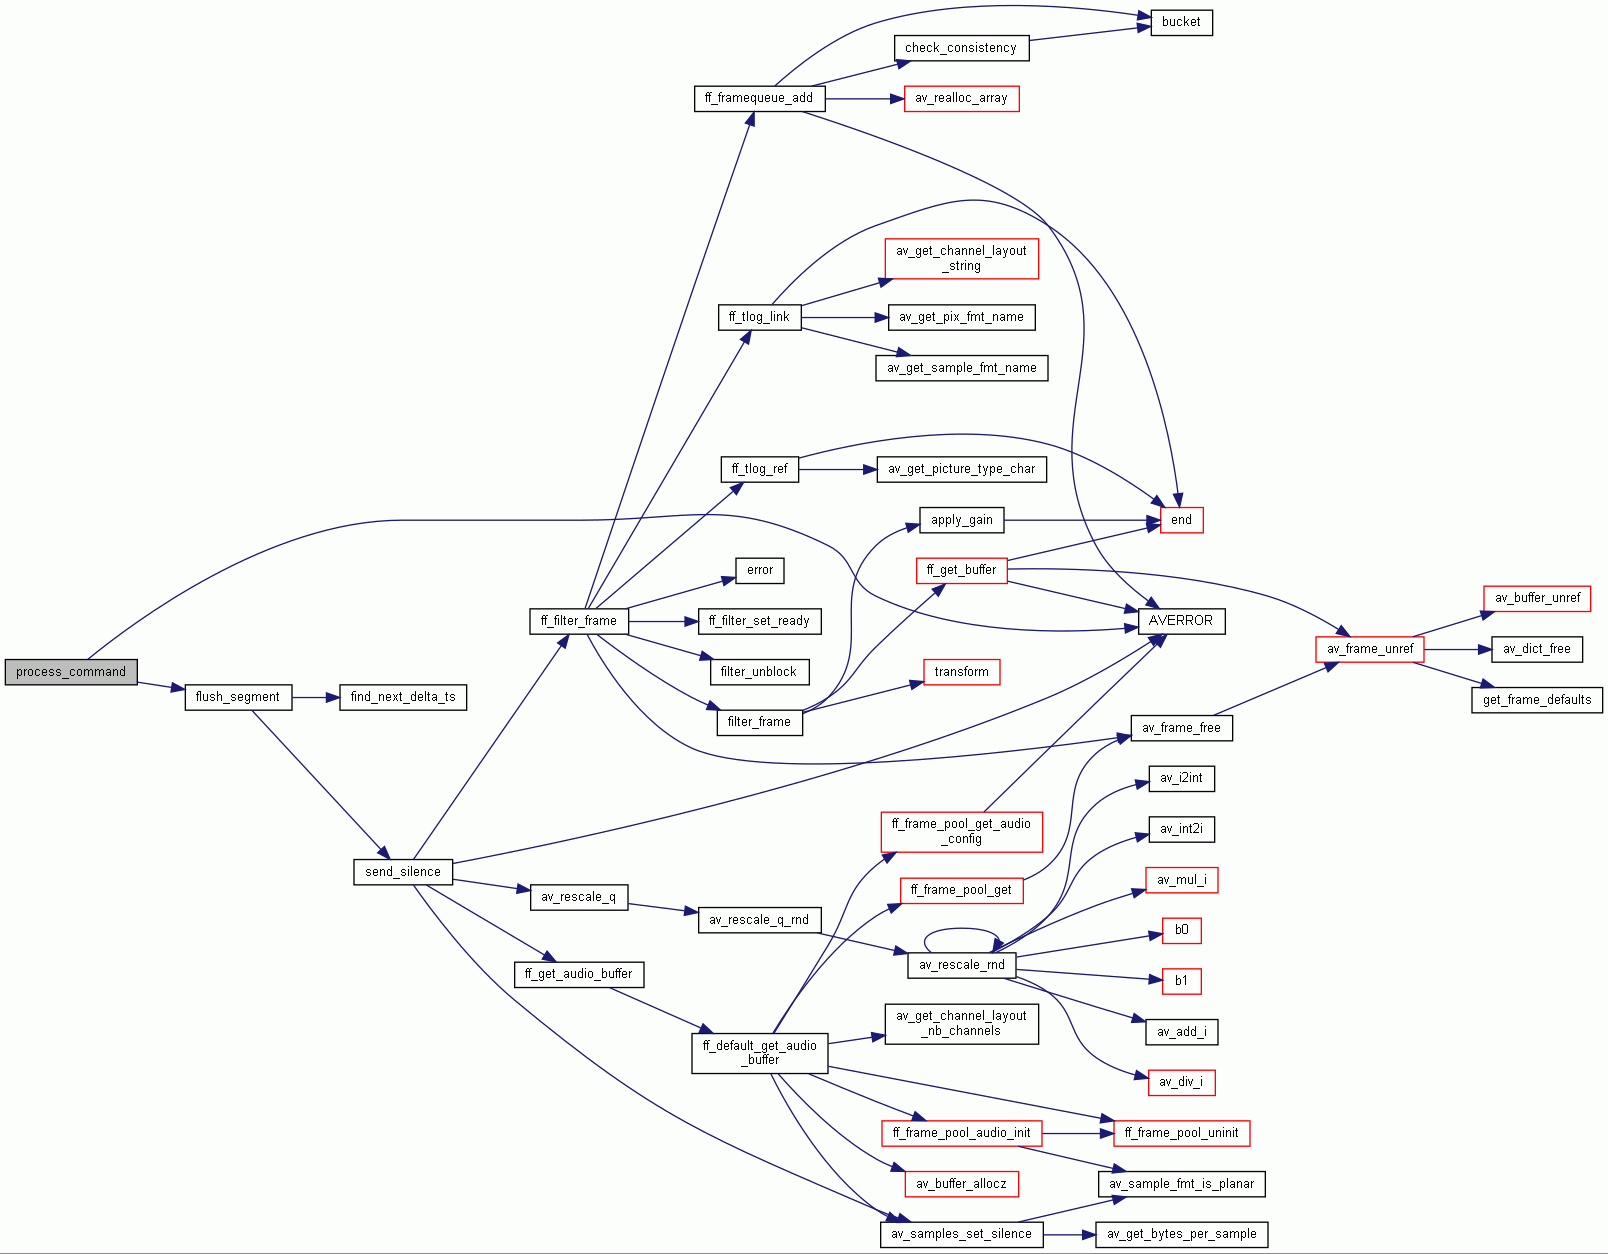 bucket
check_consistency
ff_framequeue_add
av_realloc_array
av_get_channel_layout
_string
ff_tlog_link
av_get_pix_fmt_name
av_get_sample_fmt_name
ff_tlog_ref
av_get_picture_type_char
apply_gain
end
error
ff_get_buffer
ff_filter_frame
ff_filter_set_ready
AVERROR
av_buffer_unref
av_frame_unref
av_dict_free
process_command
flush_segment
find_next_delta_ts
filter_unblock
transform
get_frame_defaults
filter_frame
av_frame_free
av_i2int
ff_frame_pool_get_audio
_config
av_int2i
send_silence
av_rescale_q
ff_frame_pool_get
av_mul_i
av_rescale_q_rnd
b0
av_rescale_rnd
ff_get_audio_buffer
b1
av_get_channel_layout
_nb_channels
av_add_i
ff_default_get_audio
_buffer
av_div_i
ff_frame_pool_audio_init
ff_frame_pool_uninit
av_buffer_allocz
av_sample_fmt_is_planar
av_samples_set_silence
av_get_bytes_per_sample